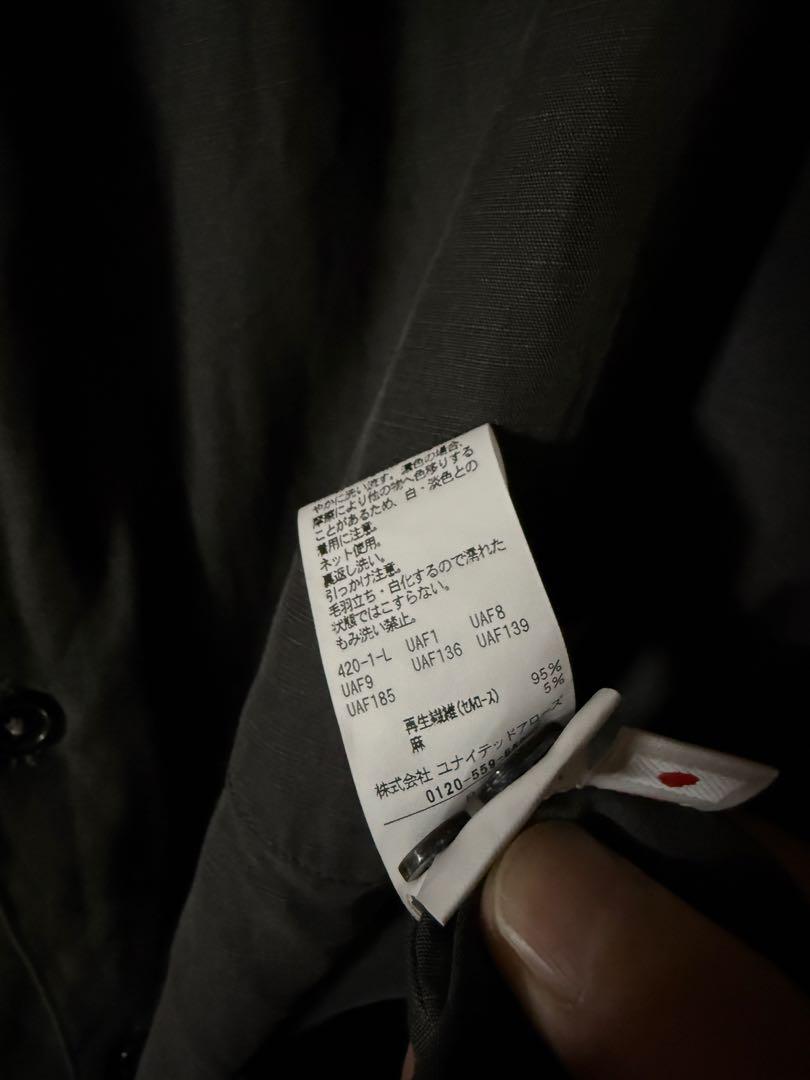 やかに洗い流す。濃色の場合、
摩擦により他の物へ色移りする
ことがあるため、白・淡色との
着用に注意。
ネット使用。
裏返し洗い。
引っかけ注意。
毛羽立ち・白化するので濡れた
状態ではこすらない。
もみ洗い禁止。
420-1-L UAF1 UAF8
UAF9 UAF136 UAF139
UAF185
再生繊維(セルロース) 95%
麻 5%
株式会社 ユナイテッドアローズ
0120-559-